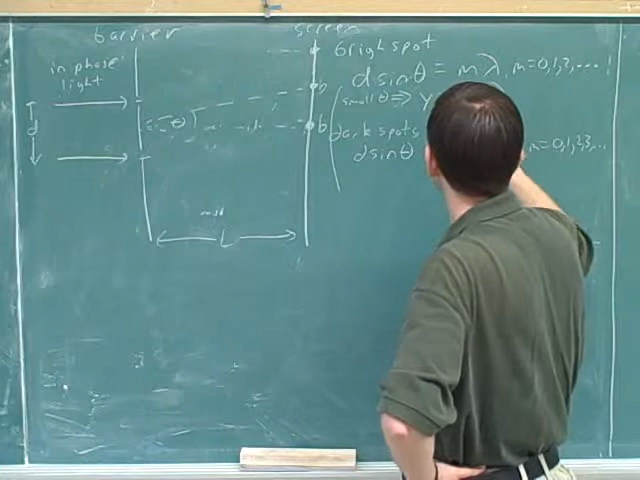 barrier
screen
in phase
light
d
θ
L
b
b
bright spot
d sinθ = mλ, m=0,1,2,...
small θ ⇒ y
dark spots
d sinθ
m=0,1,2,3,...